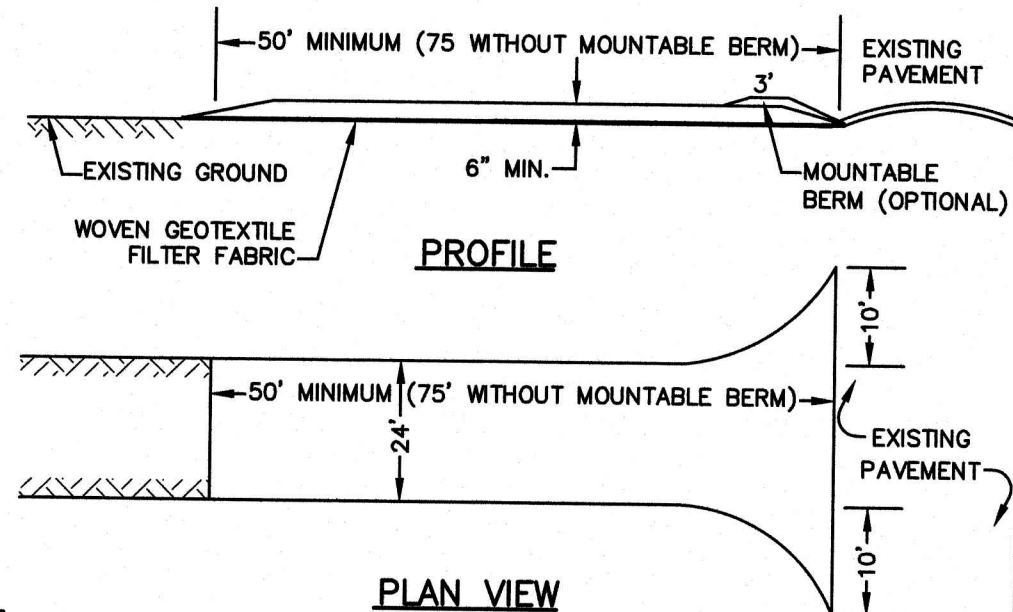 50' MINIMUM (75 WITHOUT MOUNTABLE BERM)
EXISTING
PAVEMENT
3'
EXISTING GROUND
6" MIN.
MOUNTABLE
BERM (OPTIONAL)
WOVEN GEOTEXTILE
FILTER FABRIC
PROFILE
10'
50' MINIMUM (75' WITHOUT MOUNTABLE BERM)
24'
EXISTING
PAVEMENT
10'
PLAN VIEW